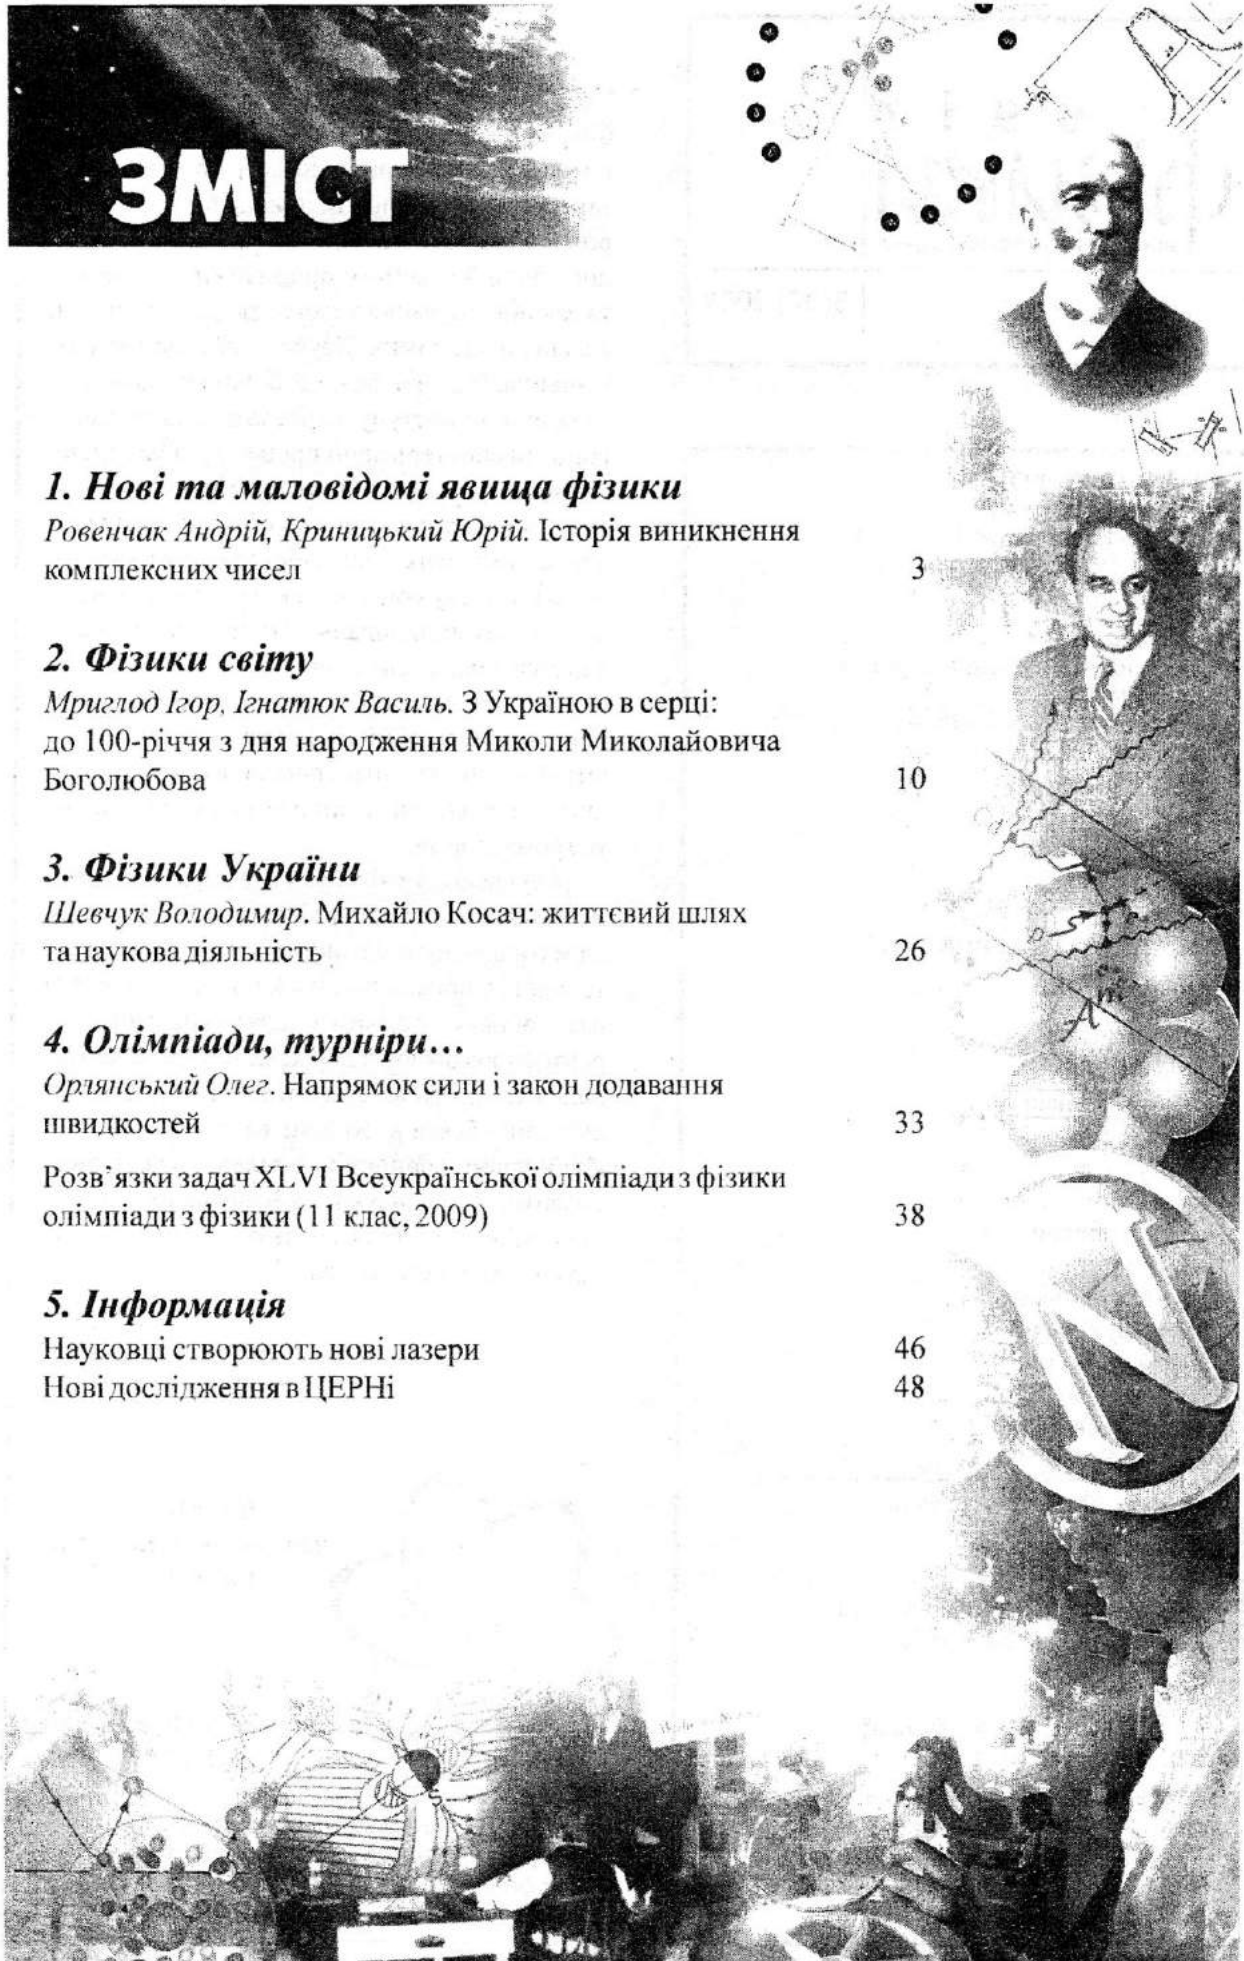 ЗМІСТ
1. Нові та маловідомі явища фізики
Ровенчак Андрій, Криницький Юрій. Історія виникнення
комплексних чисел 3
2. Фізики світу
Мриглод Ігор, Ігнатюк Василь. З Україною в серці:
до 100-річчя з дня народження Миколи Миколайовича
Боголюбова 10
3. Фізики України
Шевчук Володимир. Михайло Косач: життєвий шлях
та наукова діяльність 26
4. Олімпіади, турніри...
Орлянський Олег. Напрямок сили і закон додавання
швидкостей 33
Розв'язки задач XLVI Всеукраїнської олімпіади з фізики
олімпіади з фізики (11 клас, 2009) 38
5. Інформація
Науковці створюють нові лазери 46
Нові дослідження в ЦЕРНі 48